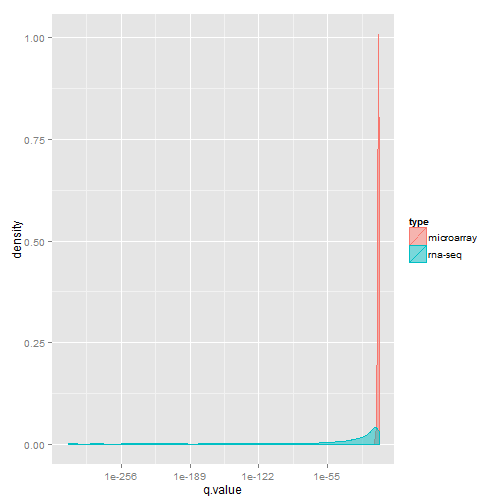 1.00
0.75
0.50
0.25
0.00
density
1e-256 1e-189 1e-122 1e-55
q.value
type
microarray
rna-seq